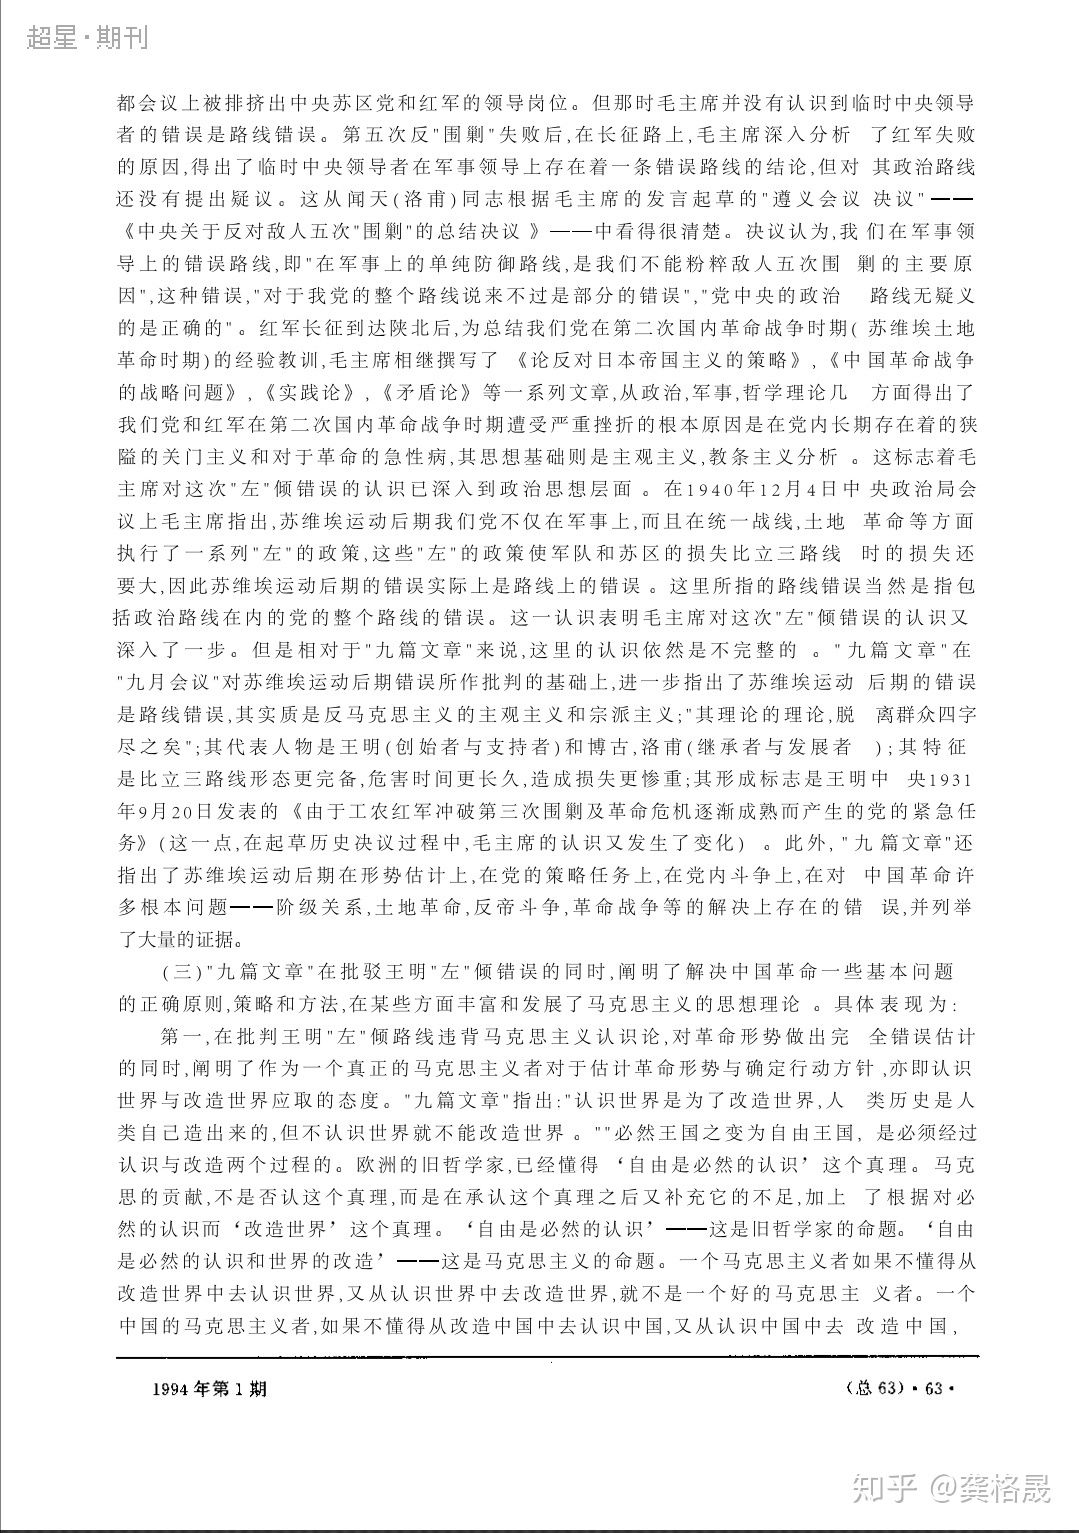 超星·期刊
都会议上被排挤出中央苏区党和红军的领导岗位。但那时毛主席并没有认识到临时中央领导
者的错误是路线错误。第五次反"围剿"失败后,在长征路上,毛主席深入分析 了红军失败
的原因,得出了临时中央领导者在军事领导上存在着一条错误路线的结论,但对 其政治路线
还没有提出疑议。这从闻天(洛甫)同志根据毛主席的发言起草的"遵义会议 决议"——
《中央关于反对敌人五次"围剿"的总结决议 》——中看得很清楚。决议认为,我 们在军事领
导上的错误路线,即"在军事上的单纯防御路线,是我们不能粉粹敌人五次围 剿的主要原
因",这种错误,"对于我党的整个路线说来不过是部分的错误","党中央的政治 路线无疑义
的是正确的"。红军长征到达陕北后,为总结我们党在第二次国内革命战争时期( 苏维埃土地
革命时期)的经验教训,毛主席相继撰写了 《论反对日本帝国主义的策略》,《中 国革命战争
的战略问题》,《实践论》,《矛盾论》等一系列文章,从政治,军事,哲学理论几 方面得出了
我们党和红军在第二次国内革命战争时期遭受严重挫折的根本原因是在党内长期存在着的狭
隘的关门主义和对于革命的急性病,其思想基础则是主观主义,教条主义分析 。这标志着毛
主席对这次"左"倾错误的认识已深入到政治思想层面 。在1940年12月4日中 央政治局会
议上毛主席指出,苏维埃运动后期我们党不仅在军事上,而且在统一战线,土地 革命等方面
执行了一系列"左"的政策,这些"左"的政策使军队和苏区的损失比立三路线 时的损失还
要大,因此苏维埃运动后期的错误实际上是路线上的错误 。这里所指的路线错误当然是指包
括政治路线在内的党的整个路线的错误。这一认识表明毛主席对这次"左"倾错误的认识又
深入了一步。但是相对于"九篇文章"来说,这里的认识依然是不完整的 。"九篇文章"在
"九月会议"对苏维埃运动后期错误所作批判的基础上,进一步指出了苏维埃运动 后期的错误
是路线错误,其实质是反马克思主义的主观主义和宗派主义;"其理论的理论,脱 离群众四字
尽之矣";其代表人物是王明(创始者与支持者)和博古,洛甫(继承者与发展者 );其特征
是比立三路线形态更完备,危害时间更长久,造成损失更惨重;其形成标志是王明中 央1931
年9月20日发表的《由于工农红军冲破第三次围剿及革命危机逐渐成熟而产生的党的紧急任
务》(这一点,在起草历史决议过程中,毛主席的认识又发生了变化) 。此外,"九 篇文章"还
指出了苏维埃运动后期在形势估计上,在党的策略任务上,在党内斗争上,在对 中国革命许
多根本问题——阶级关系,土地革命,反帝斗争,革命战争等的解决上存在的错 误,并列举
了大量的证据。
(三)"九篇文章"在批驳王明"左"倾错误的同时,阐明了解决中国革命一些基本问题
的正确原则,策略和方法,在某些方面丰富和发展了马克思主义的思想理论 。具体表现为:
第一,在批判王明"左"倾路线违背马克思主义认识论,对革命形势做出完 全错误估计
的同时,阐明了作为一个真正的马克思主义者对于估计革命形势与确定行动方针,亦即认识
世界与改造世界应取的态度。"九篇文章"指出:"认识世界是为了改造世界,人 类历史是人
类自己造出来的,但不认识世界就不能改造世界 。""必然王国之变为自由王国, 是必须经过
认识与改造两个过程的。欧洲的旧哲学家,已经懂得 ‘自由是必然的认识’这个真理。马克
思的贡献,不是否认这个真理,而是在承认这个真理之后又补充它的不足,加上 了根据对必
然的认识而‘改造世界’这个真理。‘自由是必然的认识’——这是旧哲学家的命题。‘自由
是必然的认识和世界的改造’——这是马克思主义的命题。一个马克思主义者如果不懂得从
改造世界中去认识世界,又从认识世界中去改造世界,就不是一个好的马克思主 义者。一个
中国的马克思主义者,如果不懂得从改造中国中去认识中国,又从认识中国中去 改造中国,
1994年第1期
(总63)·63·
知乎 @龚格晟